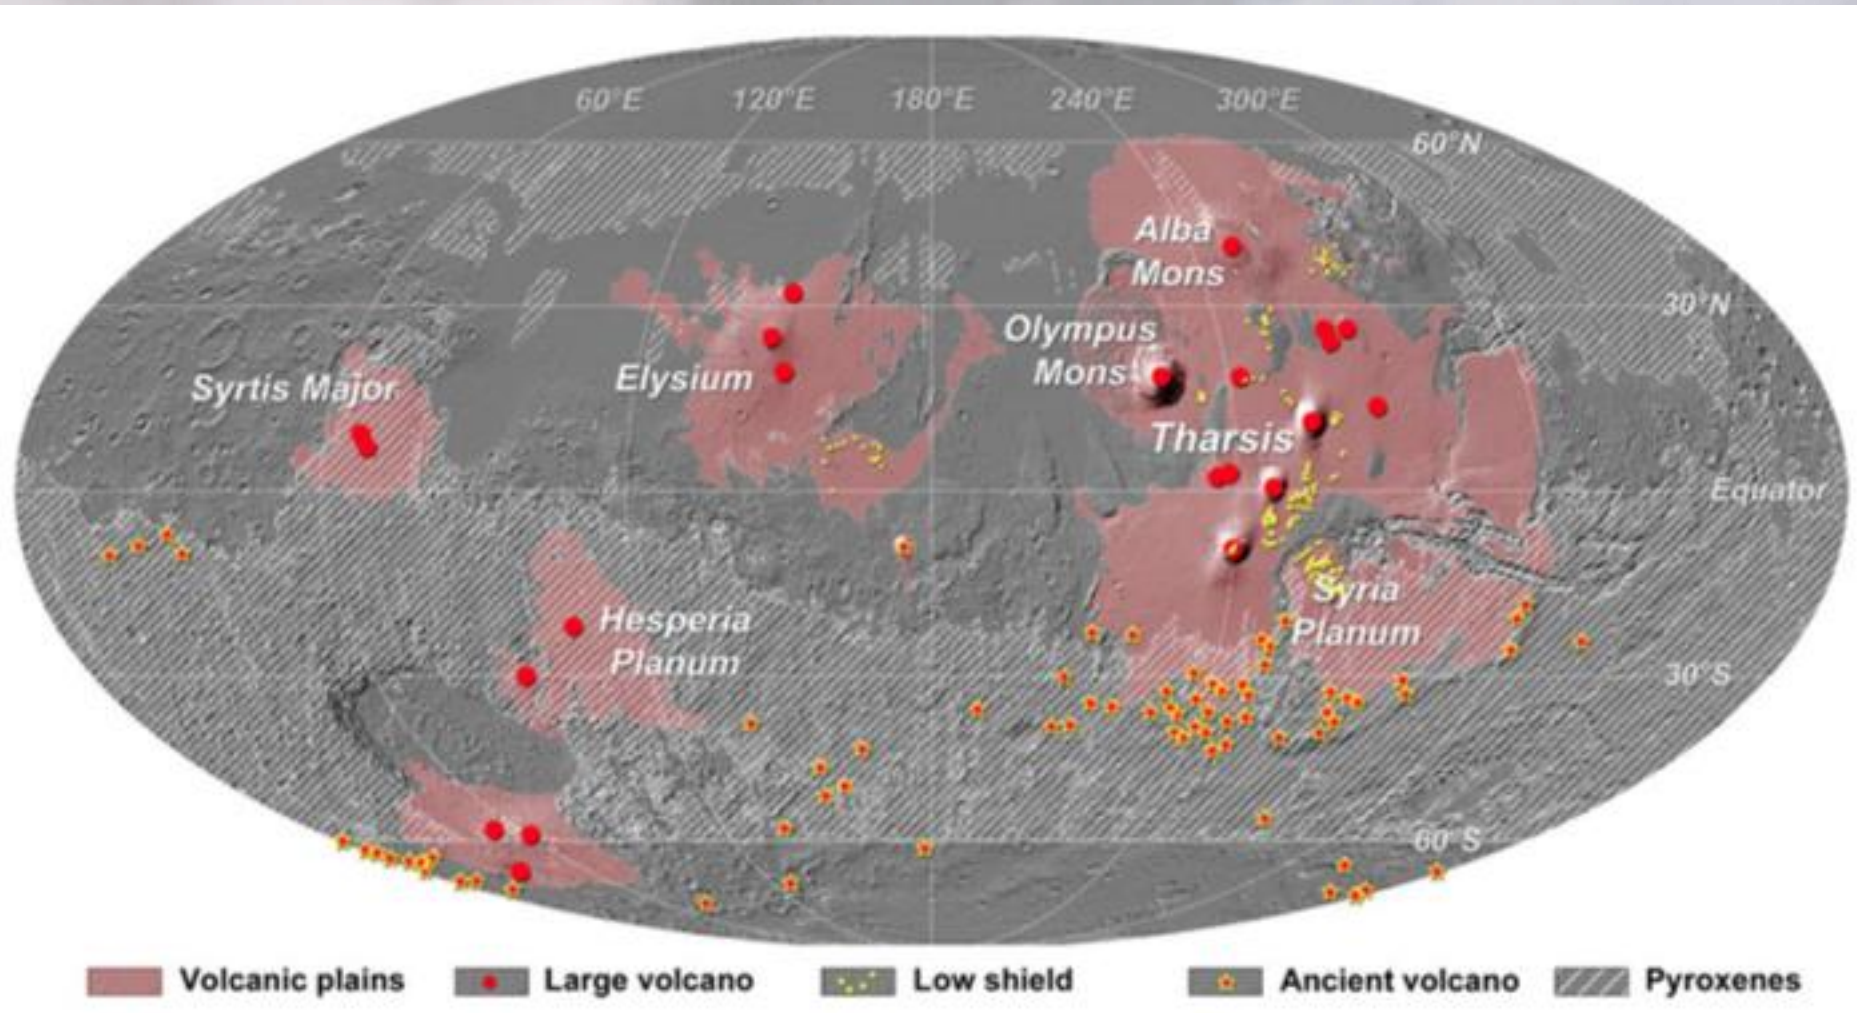 60°E 120°E 180°E 240°E 300°E
60°N
Alba
Mons
30°N
Olympus
Mons
Syrtis Major
Elysium
Tharsis
Equator
Syria
Planum
Hesperia
Planum
30°S
60°S
Volcanic plains
Large volcano
Low shield
Ancient volcano
Pyroxenes